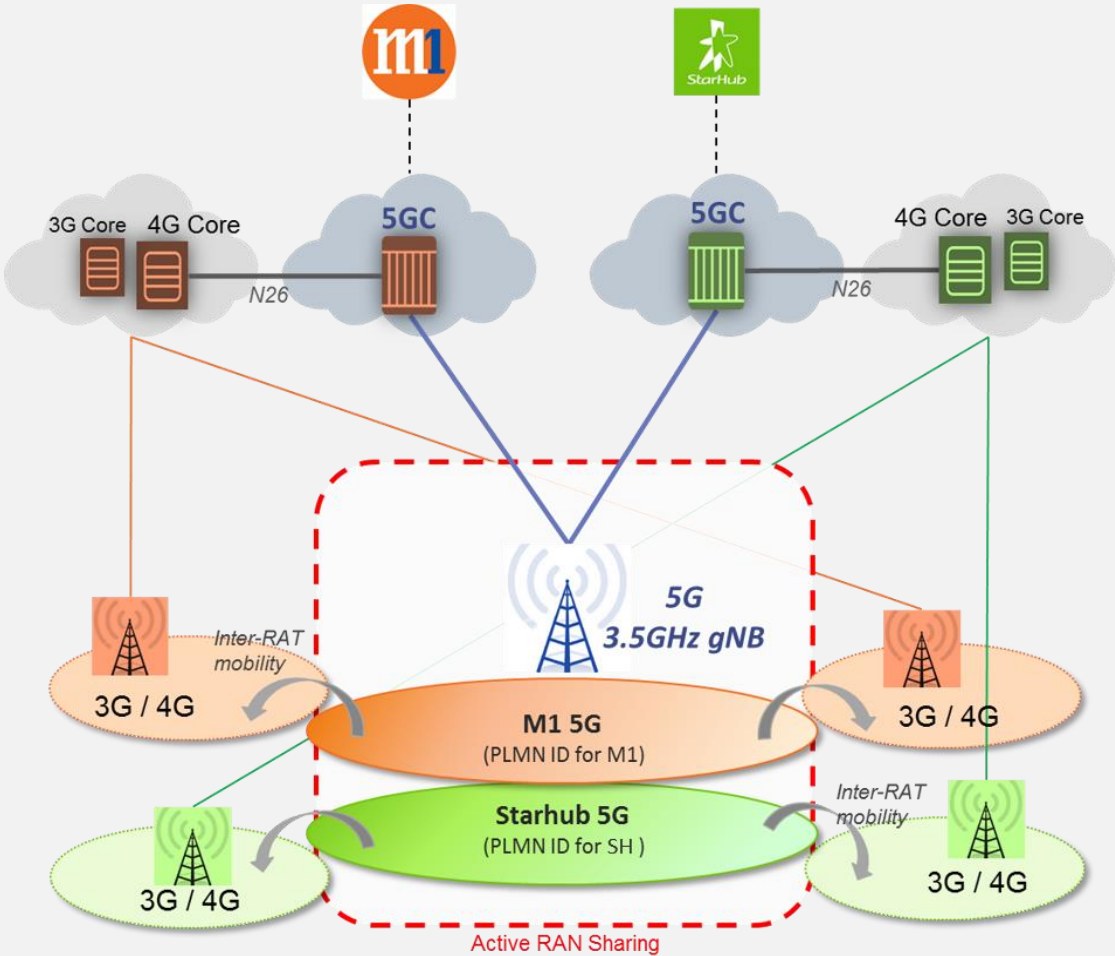 m1
StarHub
3G Core
4G Core
5GC
5GC
4G Core
3G Core
N26
N26
5G
3.5GHz gNB
Inter-RAT
mobility
3G / 4G
3G / 4G
M1 5G
(PLMN ID for M1)
Starhub 5G
(PLMN ID for SH )
Inter-RAT
mobility
3G / 4G
3G / 4G
Active RAN Sharing